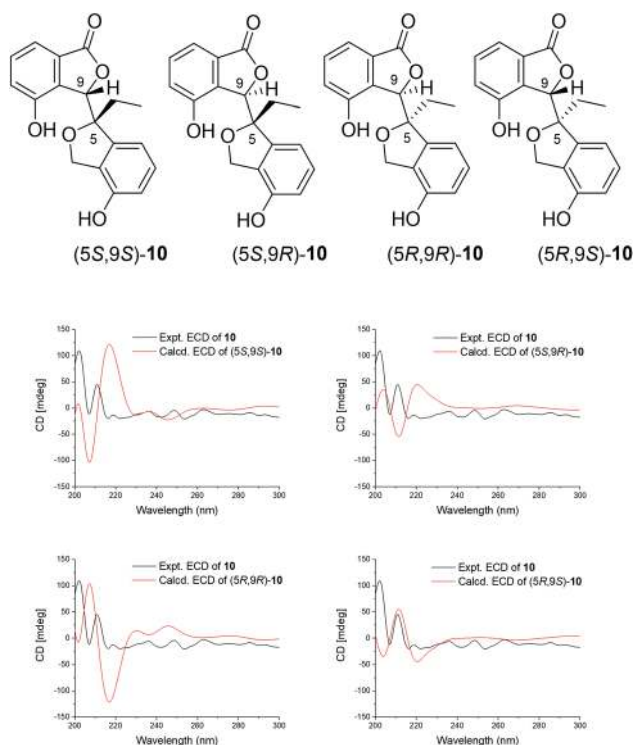 O
O
H
9
OH
O
5
HO
(5S,9S)-10
O
O
H
9
OH
O
5
HO
(5S,9R)-10
O
O
H
9
OH
O
5
HO
(5R,9R)-10
O
O
H
9
OH
O
5
HO
(5R,9S)-10
150
100
50
0
-50
-100
-150
CD [mdeg]
Expt. ECD of 10
Calcd. ECD of (5S,9S)-10
200 220 240 260 280 300
Wavelength (nm)
150
100
50
0
-50
-100
-150
CD [mdeg]
Expt. ECD of 10
Calcd. ECD of (5S,9R)-10
200 220 240 260 280 300
Wavelength (nm)
150
100
50
0
-50
-100
-150
CD [mdeg]
Expt. ECD of 10
Calcd. ECD of (5R,9R)-10
200 220 240 260 280 300
Wavelength (nm)
150
100
50
0
-50
-100
-150
CD [mdeg]
Expt. ECD of 10
Calcd. ECD of (5R,9S)-10
200 220 240 260 280 300
Wavelength (nm)